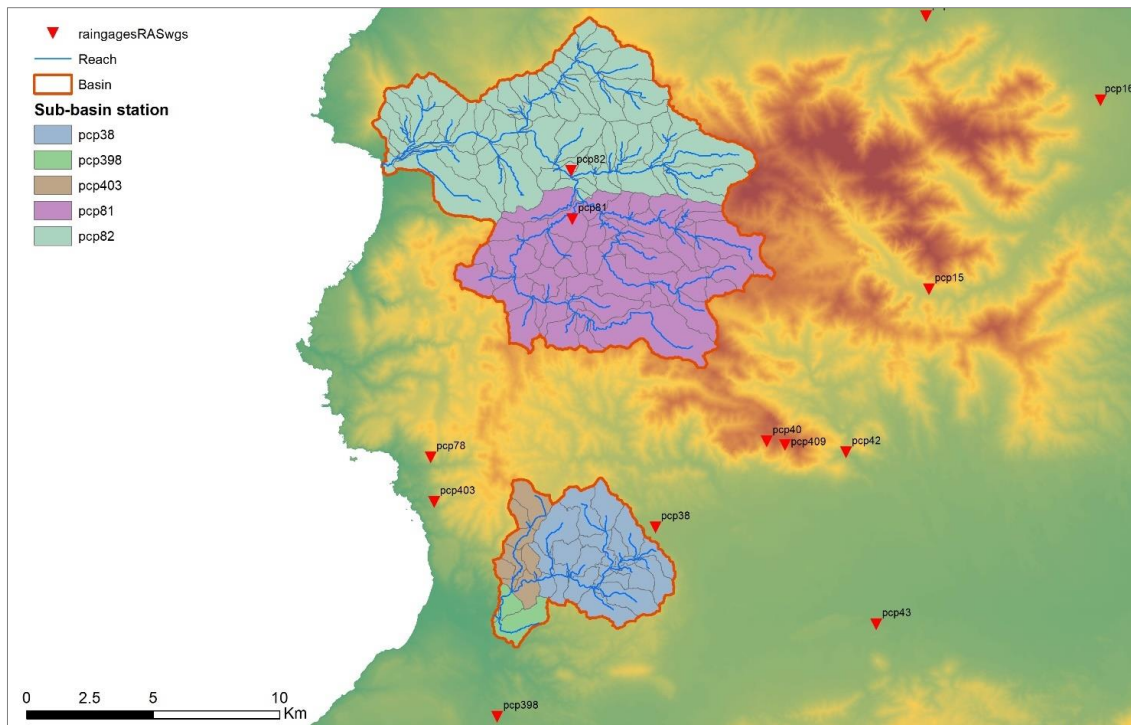 raingagesRASwgs
Reach
Basin
Sub-basin station
pcp38
pcp398
pcp403
pcp81
pcp82
pcp16
pcp82
pcp81
pcp15
pcp40
pcp409
pcp42
pcp78
pcp403
pcp38
pcp43
pcp398
0 2.5 5 10
Km